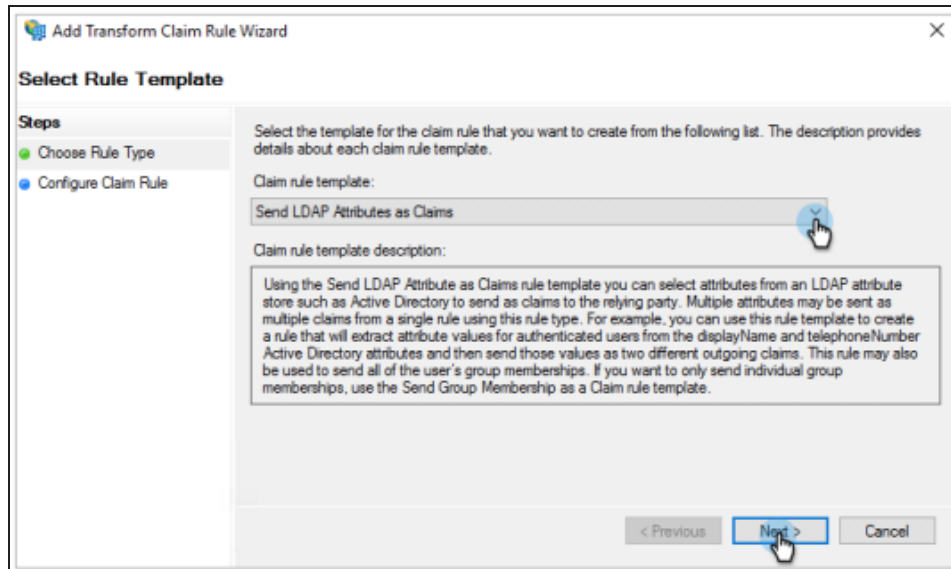 Add Transform Claim Rule Wizard
Select Rule Template
Steps
Choose Rule Type
Configure Claim Rule
Select the template for the claim rule that you want to create from the following list. The description provides
details about each claim rule template.
Claim rule template:
Send LDAP Attributes as Claims
Claim rule template description:
Using the Send LDAP Attribute as Claims rule template you can select attributes from an LDAP attribute
store such as Active Directory to send as claims to the relying party. Multiple attributes may be sent as
multiple claims from a single rule using this rule type. For example, you can use this rule template to create
a rule that will extract attribute values for authenticated users from the displayName and telephoneNumber
Active Directory attributes and then send those values as two different outgoing claims. This rule may also
be used to send all of the user's group memberships. If you want to only send individual group
memberships, use the Send Group Membership as a Claim rule template.
< Previous
Next >
Cancel